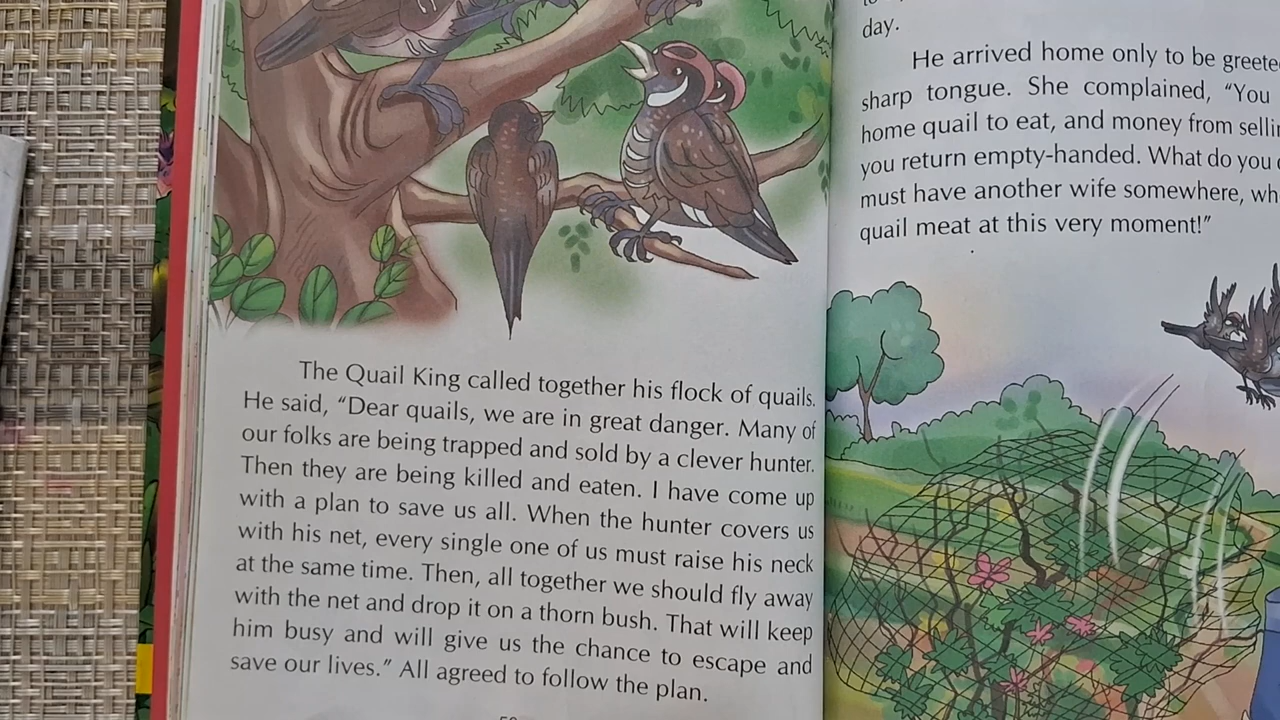 The Quail King called together his flock of quails.
He said, “Dear quails, we are in great danger. Many of
our folks are being trapped and sold by a clever hunter.
Then they are being killed and eaten. I have come up
with a plan to save us all. When the hunter covers us
with his net, every single one of us must raise his neck
at the same time. Then, all together we should fly away
with the net and drop it on a thorn bush. That will keep
him busy and will give us the chance to escape and
save our lives.” All agreed to follow the plan.
day.
He arrived home only to be
sharp tongue. She complained, “You
home quail to eat, and money from
you return empty-handed. What do you
must have another wife somewhere,
quail meat at this very moment!”